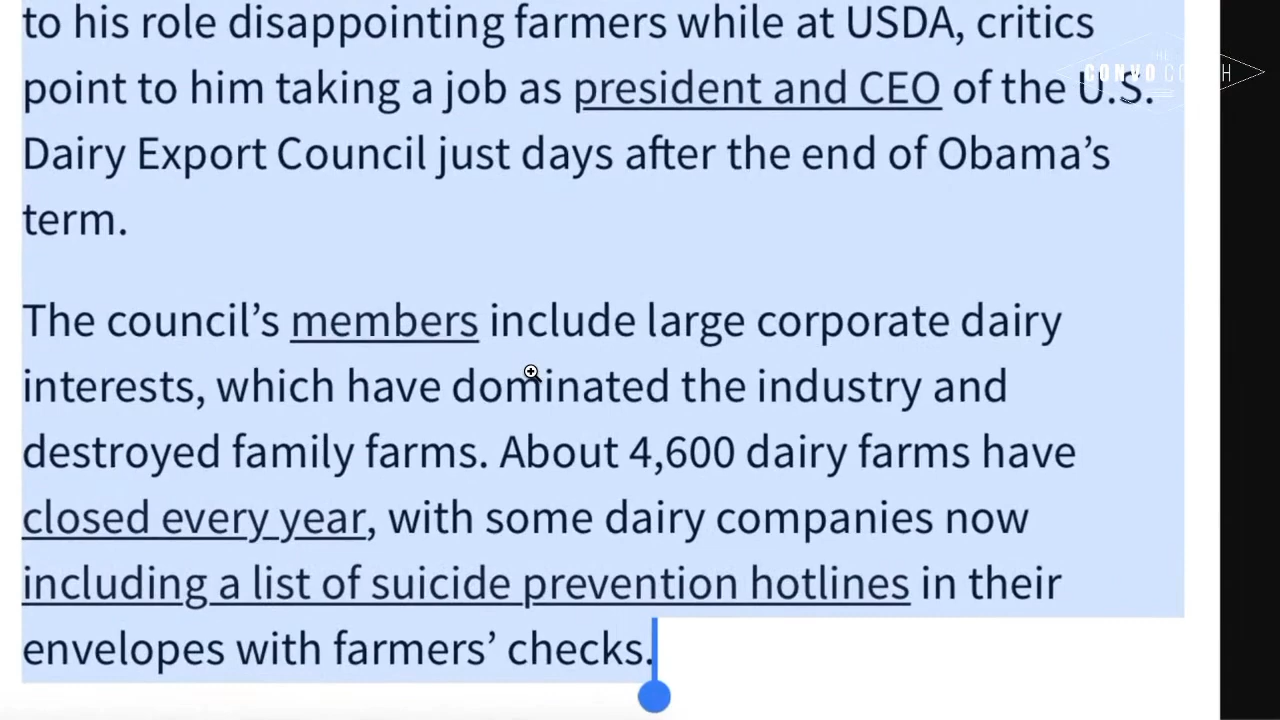 to his role disappointing farmers while at USDA, critics
point to him taking a job as president and CEO of the U.S.
Dairy Export Council just days after the end of Obama’s
term.
The council’s members include large corporate dairy
interests, which have dominated the industry and
destroyed family farms. About 4,600 dairy farms have
closed every year, with some dairy companies now
including a list of suicide prevention hotlines in their
envelopes with farmers’ checks.
THE
CONVO COUCH